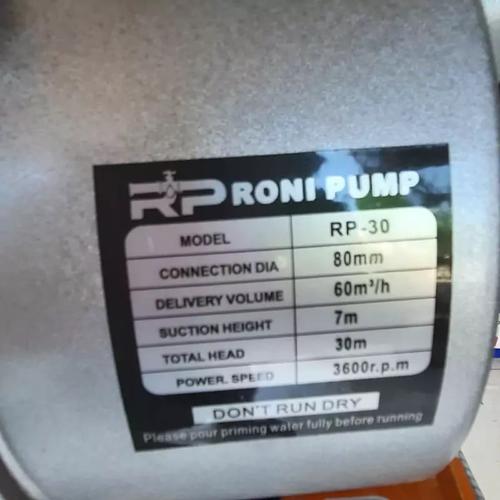 RP RONI PUMP
MODEL RP-30
CONNECTION DIA 80mm
DELIVERY VOLUME 60m³/h
SUCTION HEIGHT 7m
TOTAL HEAD 30m
POWER. SPEED 3600r.p.m
DON'T RUN DRY
Please pour priming water fully before running